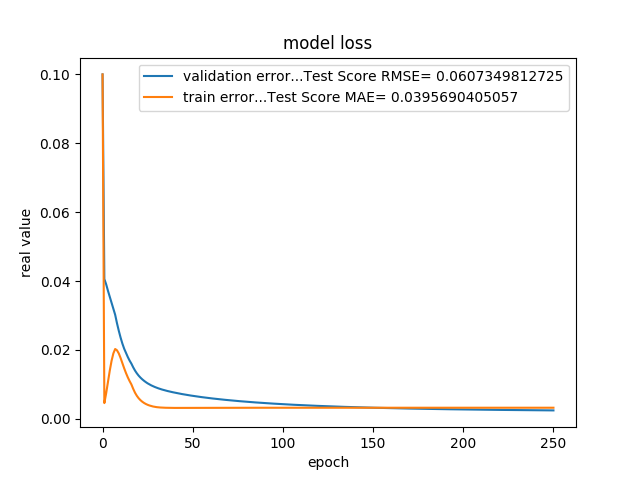 model loss
validation error...Test Score RMSE= 0.0607349812725
train error...Test Score MAE= 0.0395690405057
0.10
0.08
0.06
0.04
0.02
0.00
real value
0
50
100
150
200
250
epoch